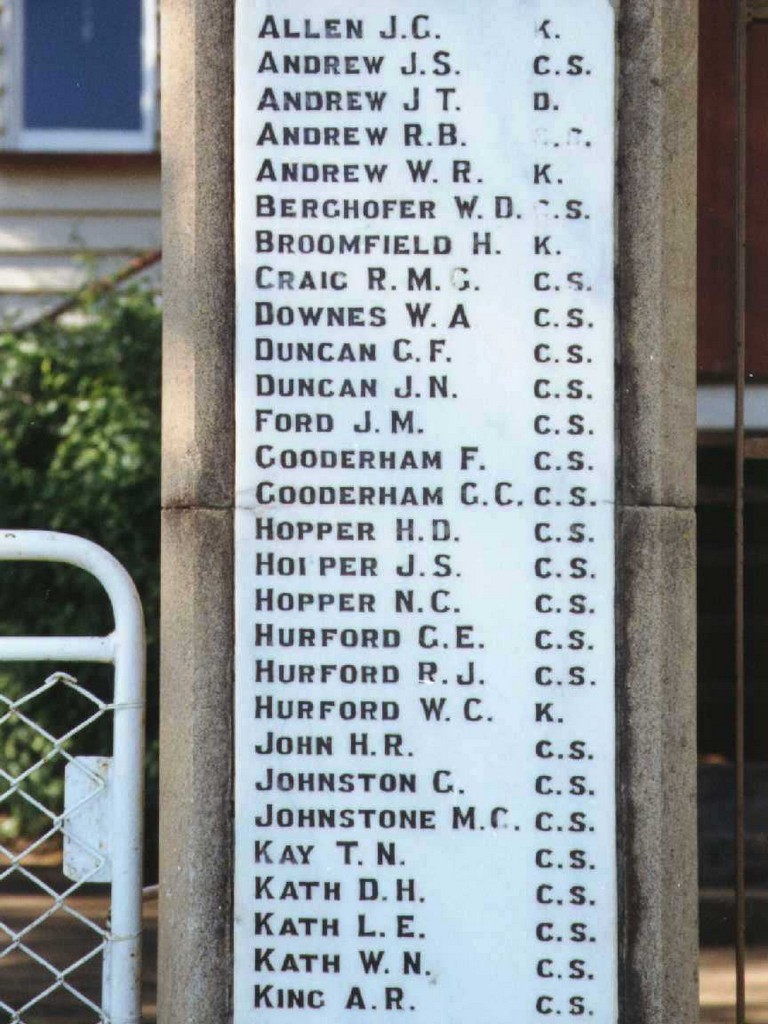 ALLEN J.G. K.
ANDREW J.S. C.S.
ANDREW J T. D.
ANDREW R.B. C.S.
ANDREW W.R. K.
BERGHOFER W.D. C.S.
BROOMFIELD H. K.
CRAIG R.M.G. C.S.
DOWNES W.A C.S.
DUNCAN G.F. C.S.
DUNCAN J.N. C.S.
FORD J.M. C.S.
GOODERHAM F. C.S.
GOODERHAM G.C. C.S.
HOPPER H.D. C.S.
HOPPER J.S. C.S.
HOPPER N.C. C.S.
HURFORD G.E. C.S.
HURFORD R.J. C.S.
HURFORD W.C. K.
JOHN H.R. C.S.
JOHNSTON G. C.S.
JOHNSTONE M.C. C.S.
KAY T.N. C.S.
KATH D.H. C.S.
KATH L.E. C.S.
KATH W.N. C.S.
KING A.R. C.S.